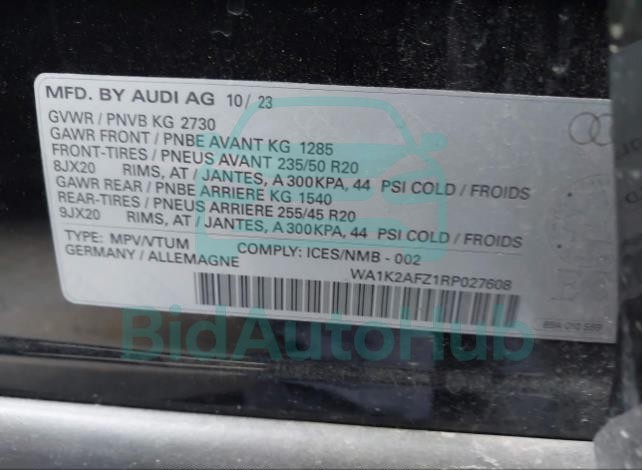 MFD. BY AUDI AG 10/23
GVWR / PNVB KG 2730
GAWR FRONT / PNBE AVANT KG 1285
FRONT-TIRES / PNEUS AVANT 235/50 R20
8JX20 RIMS, AT / JANTES, A 300KPA, 44 PSI COLD / FROIDS
GAWR REAR / PNBE ARRIERE KG 1540
REAR-TIRES / PNEUS ARRIERE 255/45 R20
9JX20 RIMS, AT / JANTES, A 300KPA, 44 PSI COLD / FROIDS
TYPE: MPV/VTUM COMPLY: ICES/NMB - 002
GERMANY / ALLEMAGNE
WA1K2AFZ1RP027608
BidAutoHub